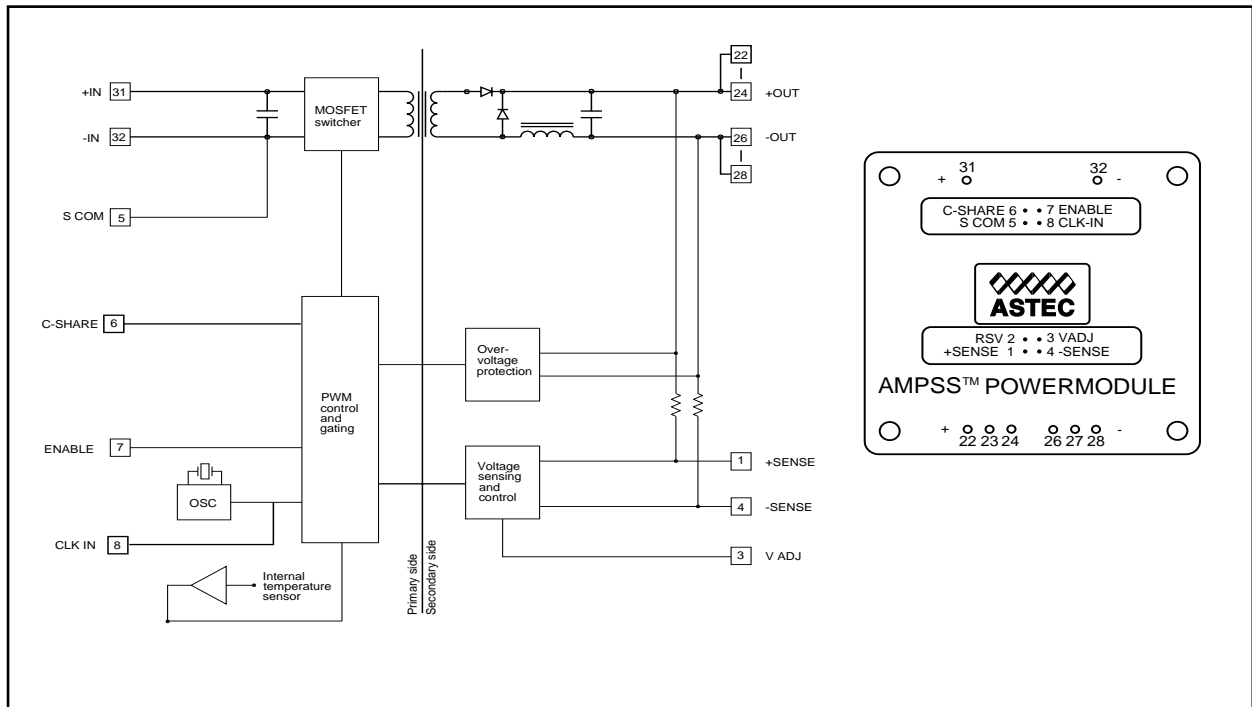 22
+IN 31
MOSFET
switcher
24 +OUT
-IN 32
26 -OUT
28
S COM 5
C-SHARE 6
Over-
voltage
protection
PWM
control
and
gating
ENABLE 7
Voltage
sensing
and
control
1 +SENSE
OSC
4 -SENSE
CLK IN 8
3 V ADJ
Internal
temperature
sensor
Primary side
Secondary side
31 32
+ -
C-SHARE 6 • • 7 ENABLE
S COM 5 • • 8 CLK-IN
ASTEC
RSV 2 • • 3 VADJ
+SENSE 1 • • 4 -SENSE
AMPSS™ POWERMODULE
+ -
22 23 24 26 27 28